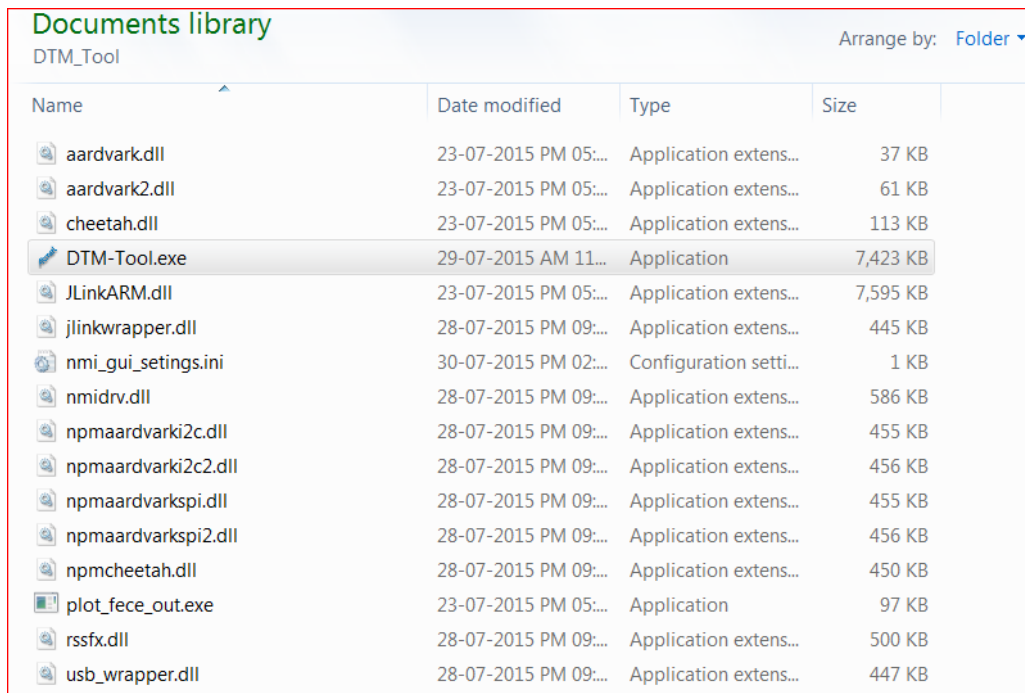 Documents library
DTM_Tool
Arrange by: Folder
Name Date modified Type Size
aardvark.dll 23-07-2015 PM 05:... Application extens... 37 KB
aardvark2.dll 23-07-2015 PM 05:... Application extens... 61 KB
cheetah.dll 23-07-2015 PM 05:... Application extens... 113 KB
DTM-Tool.exe 29-07-2015 AM 11... Application 7,423 KB
JLinkARM.dll 23-07-2015 PM 05:... Application extens... 7,595 KB
jlinkwrapper.dll 28-07-2015 PM 09:... Application extens... 445 KB
nmi_gui_setings.ini 30-07-2015 PM 02:... Configuration setti... 1 KB
nmidrv.dll 28-07-2015 PM 09:... Application extens... 586 KB
npmaardvarki2c.dll 28-07-2015 PM 09:... Application extens... 455 KB
npmaardvarki2c2.dll 28-07-2015 PM 09:... Application extens... 456 KB
npmaardvarkspi.dll 28-07-2015 PM 09:... Application extens... 455 KB
npmaardvarkspi2.dll 28-07-2015 PM 09:... Application extens... 456 KB
npmcheetah.dll 28-07-2015 PM 09:... Application extens... 450 KB
plot_fece_out.exe 23-07-2015 PM 05:... Application 97 KB
rssfx.dll 28-07-2015 PM 09:... Application extens... 500 KB
usb_wrapper.dll 28-07-2015 PM 09:... Application extens... 447 KB